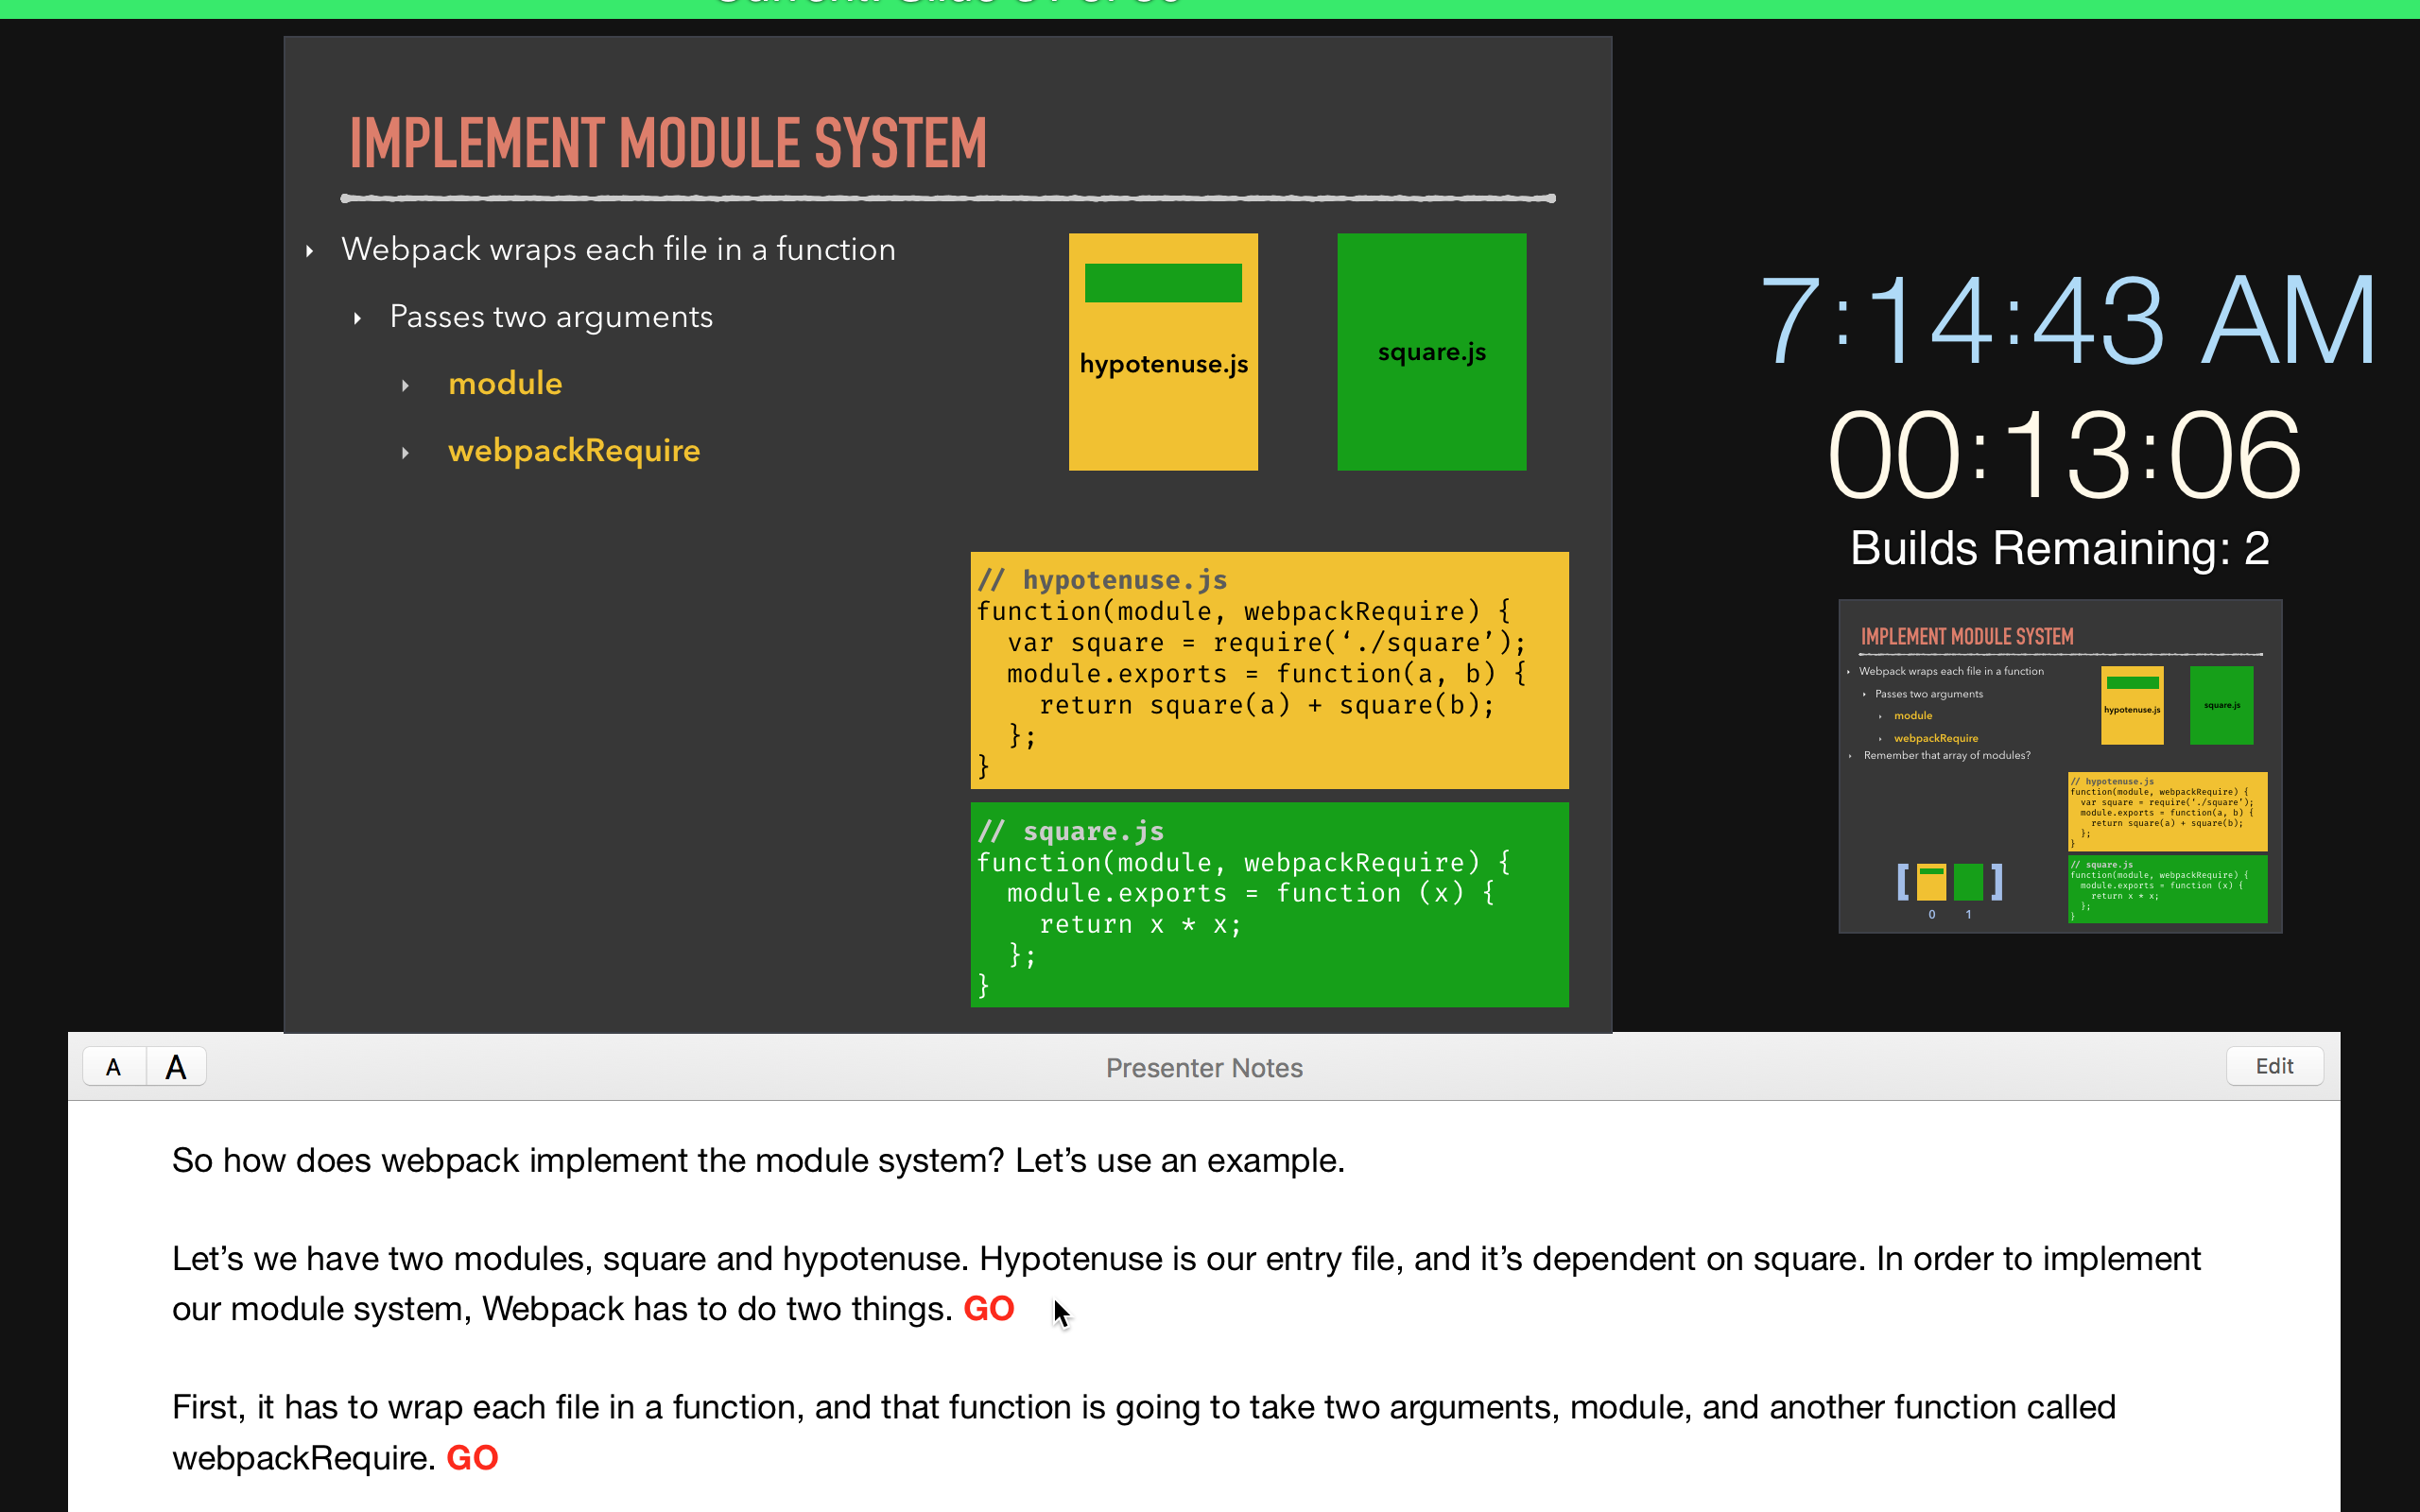 IMPLEMENT MODULE SYSTEM
Webpack wraps each file in a function
Passes two arguments
module
webpackRequire
hypotenuse.js
square.js
// hypotenuse.js
function(module, webpackRequire) {
var square = require(‘./square’);
module.exports = function(a, b) {
return square(a) + square(b);
};
}
// square.js
function(module, webpackRequire) {
module.exports = function (x) {
return x * x;
};
}
7:14:43 AM
00:13:06
Builds Remaining: 2
IMPLEMENT MODULE SYSTEM
Webpack wraps each file in a function
Passes two arguments
module
webpackRequire
Remember that array of modules?
hypotenuse.js
square.js
// hypotenuse.js
function(module, webpackRequire) {
var square = require(‘./square’);
module.exports = function(a, b) {
return square(a) + square(b);
};
}
// square.js
function(module, webpackRequire) {
module.exports = function (x) {
return x * x;
};
}
[ ]
0 1
A A
Presenter Notes
Edit
So how does webpack implement the module system? Let’s use an example.
Let’s we have two modules, square and hypotenuse. Hypotenuse is our entry file, and it’s dependent on square. In order to implement
our module system, Webpack has to do two things. GO
First, it has to wrap each file in a function, and that function is going to take two arguments, module, and another function called
webpackRequire. GO